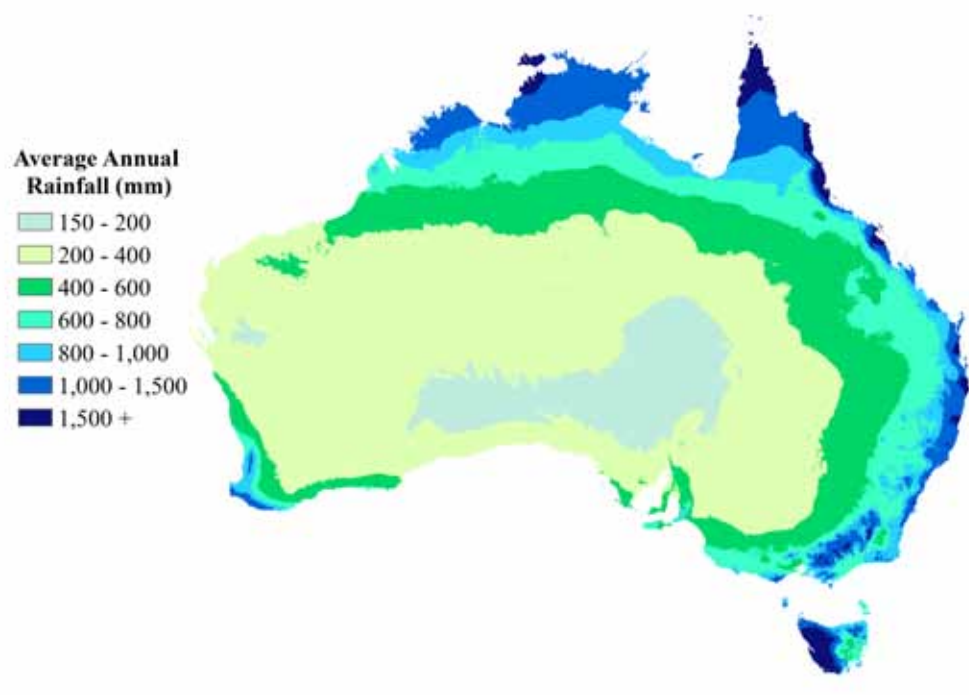 Average Annual
Rainfall (mm)
150 - 200
200 - 400
400 - 600
600 - 800
800 - 1,000
1,000 - 1,500
1,500 +